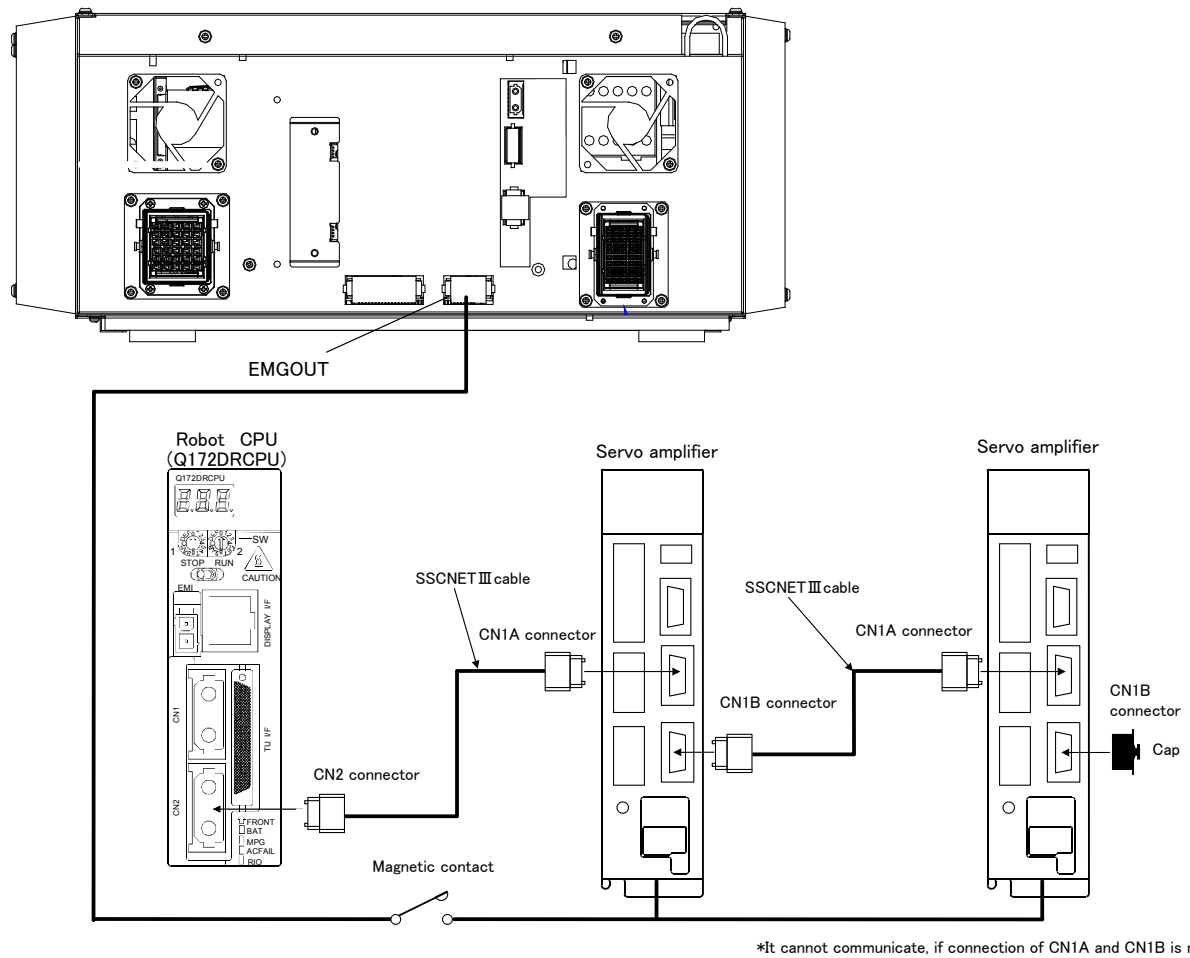 EMGOUT
Robot CPU
(Q172DRCPU)
Q172DRCPU
SW
1
2
STOP RUN
CAUTION
EMI
DISPLAY I/F
CN1
TU I/F
CN2
FRONT
BAT
MPG
ACFAIL
RIO
Servo amplifier
Servo amplifier
SSCNETⅢcable
CN1A connector
SSCNETⅢcable
CN1A connector
CN1B connector
CN1B
connector
Cap
CN2 connector
Magnetic contact
*It cannot communicate, if connection of CN1A and CN1B is